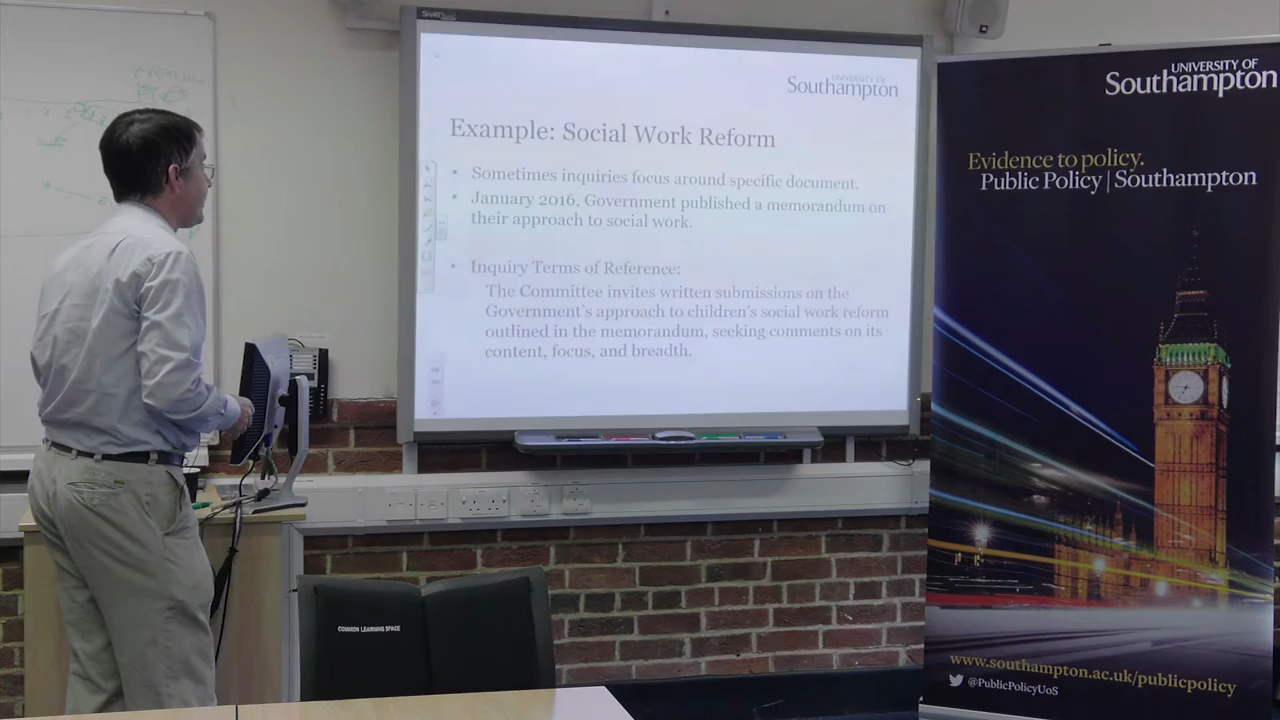 SMART
UNIVERSITY OF
Southampton
Example: Social Work Reform
• Sometimes inquiries focus around specific document.
• January 2016, Government published a memorandum on
their approach to social work.
• Inquiry Terms of Reference:
The Committee invites written submissions on the
Government's approach to children's social work reform
outlined in the memorandum, seeking comments on its
content, focus, and breadth.
COMMON LEARNING SPACE
UNIVERSITY OF
Southampton
Evidence to policy.
Public Policy | Southampton
www.southampton.ac.uk/publicpolicy
@PublicPolicyUoS